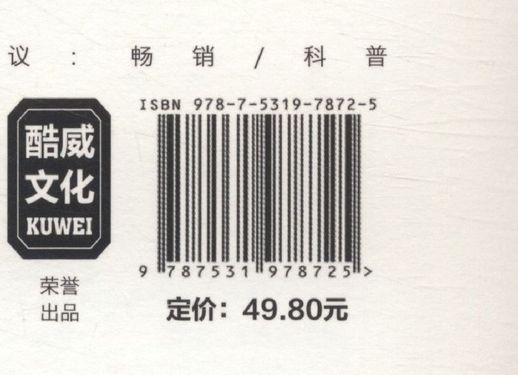 议：畅销/科普
ISBN 978-7-5319-7872-5
酷威
文化
KUWEI
荣誉
出品
9 787531 978725 >
定价：49.80元